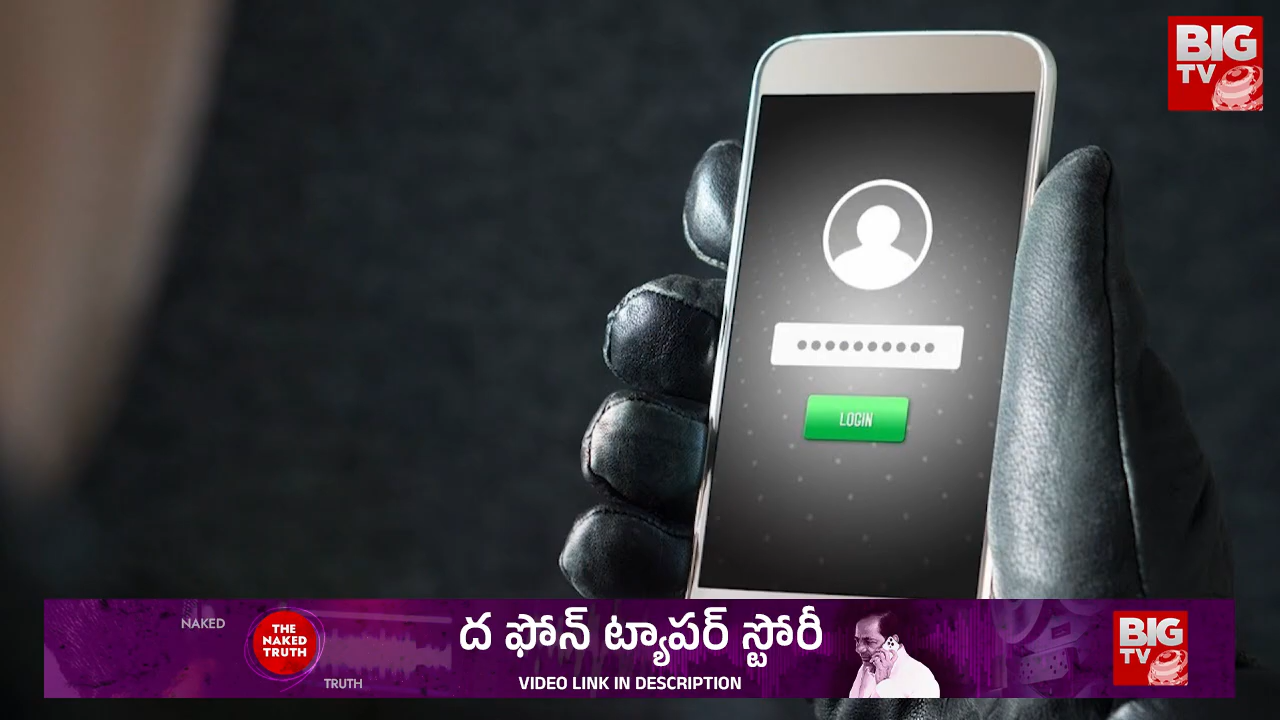 BIG
TV
●●●●●●●●●●
LOGIN
NAKED
THE
NAKED
TRUTH
TRUTH
ద ఫోన్ ట్యాపర్ స్టోరీ
VIDEO LINK IN DESCRIPTION
BIG
TV